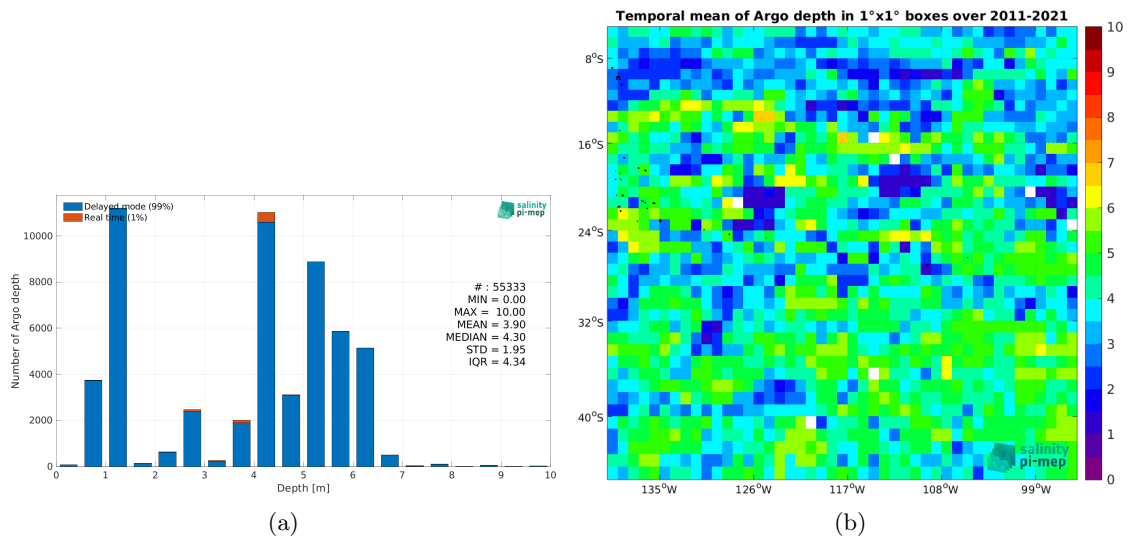 Delayed mode (99%)
Real time (1%)
salinity
pi-mep
Number of Argo depth
10000
8000
6000
4000
2000
0
# : 55333
MIN = 0.00
MAX = 10.00
MEAN = 3.90
MEDIAN = 4.30
STD = 1.95
IQR = 4.34
0 1 2 3 4 5 6 7 8 9 10
Depth [m]
(a)
Temporal mean of Argo depth in 1°x1° boxes over 2011-2021
8°S
16°S
24°S
32°S
40°S
135°W 126°W 117°W 108°W 99°W
salinity
pi-mep
10
9
8
7
6
5
4
3
2
1
0
(b)